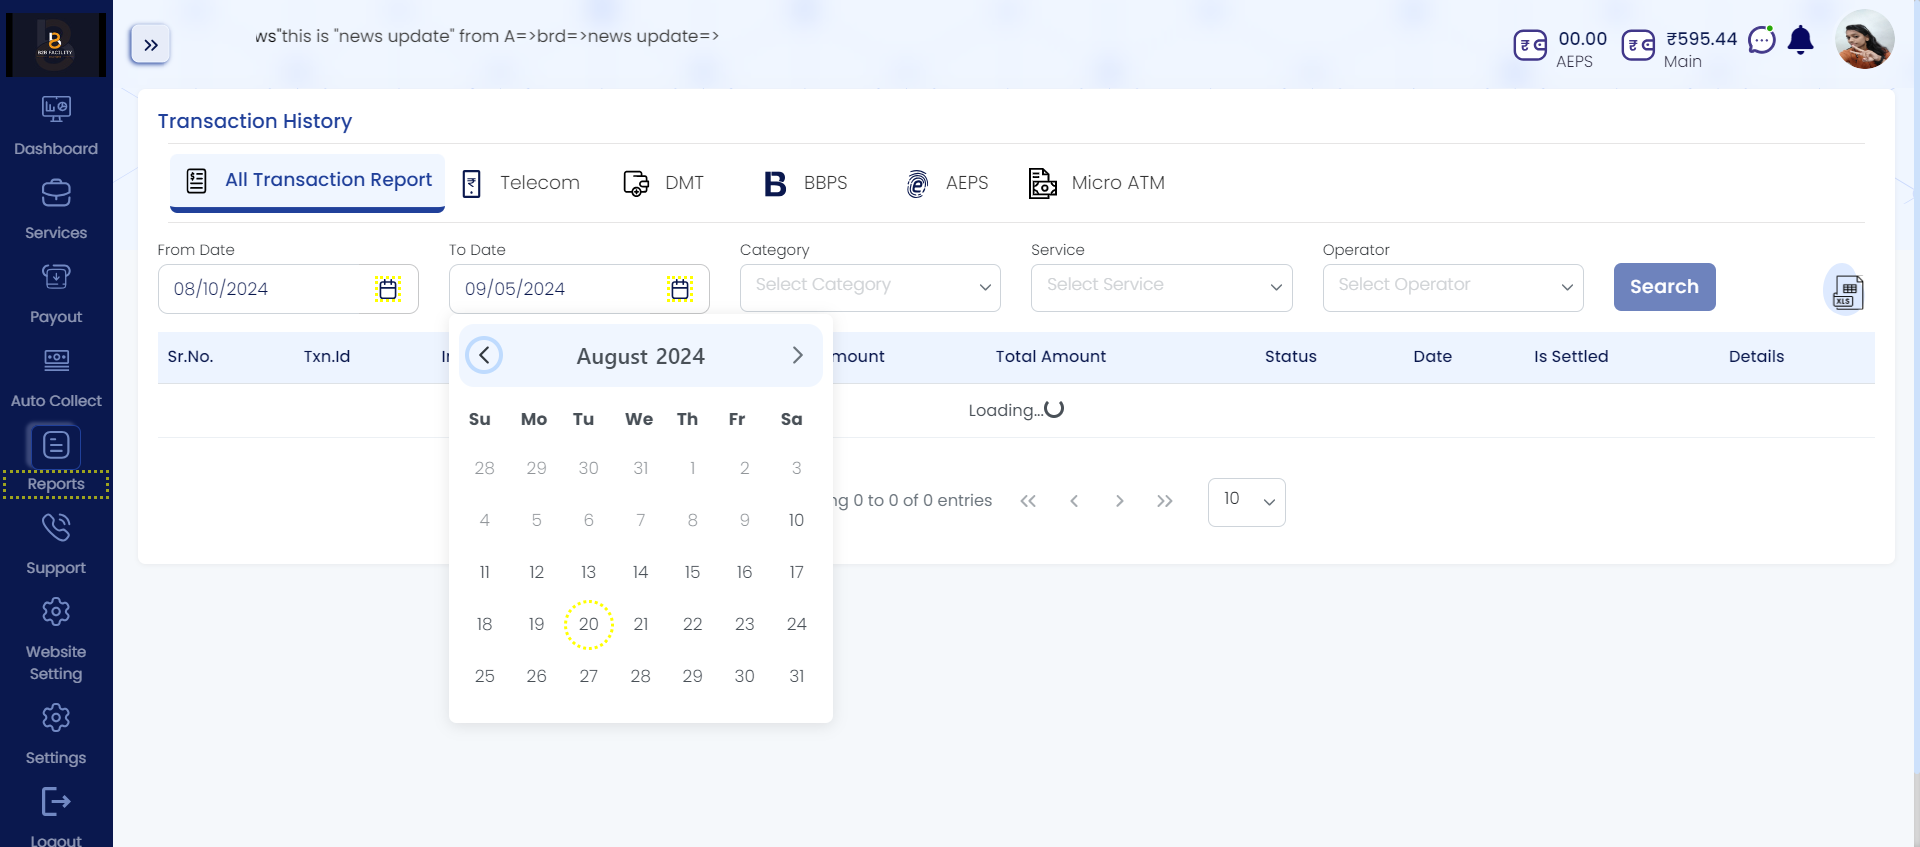 B2B FACILITY
ws"this is "news update" from A=>brd=>news update=>
00.00
AEPS
₹595.44
Main
Dashboard
Services
Payout
Auto Collect
Reports
Support
Website
Setting
Settings
Logout
Transaction History
All Transaction Report
Telecom
DMT
BBPS
AEPS
Micro ATM
From Date
To Date
Category
Service
Operator
08/10/2024
09/05/2024
Select Category
Select Service
Select Operator
Search
XLS
Sr.No.
Txn.Id
mount
Total Amount
Status
Date
Is Settled
Details
Loading...
August 2024
Su Mo Tu We Th Fr Sa
28 29 30 31 1 2 3
4 5 6 7 8 9 10
11 12 13 14 15 16 17
18 19 20 21 22 23 24
25 26 27 28 29 30 31
ng 0 to 0 of 0 entries
10